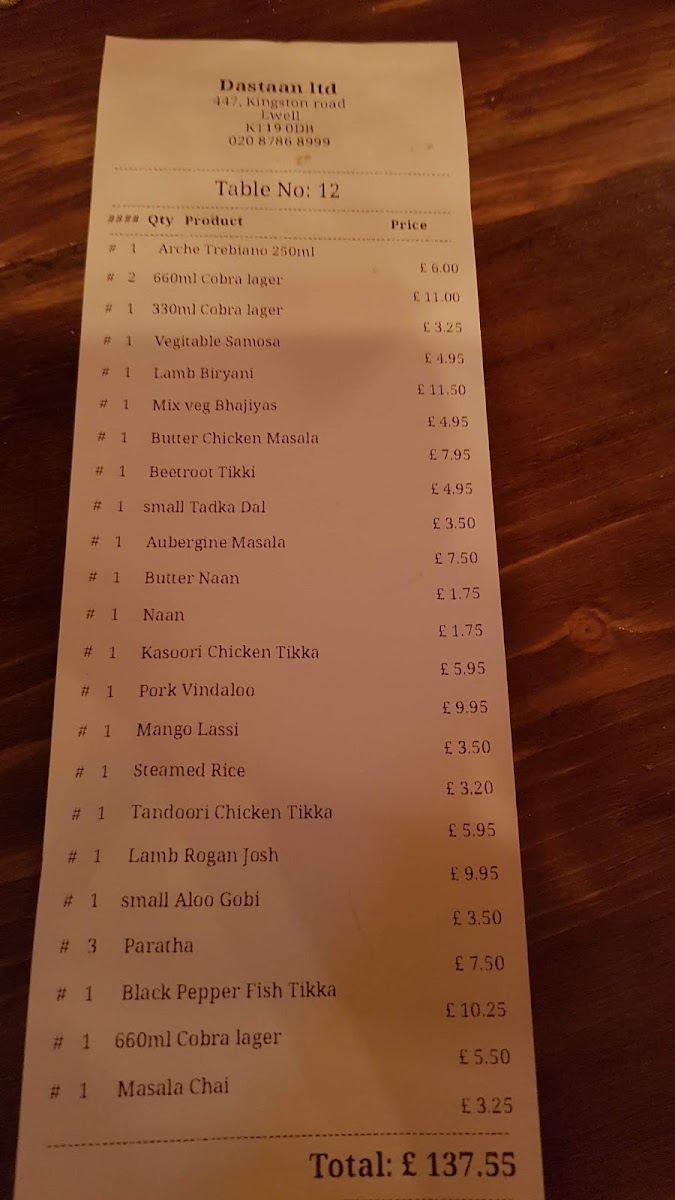 Dastaan ltd
447, Kingston road
Ewell
KT19 0DB
020 8786 8999
Table No: 12
#### Qty Product Price
# 1 Arche Trebiano 250ml
£ 6.00
# 2 660ml Cobra lager
£ 11.00
# 1 330ml Cobra lager
£ 3.25
# 1 Vegitable Samosa
£ 4.95
# 1 Lamb Biryani
£ 11.50
# 1 Mix veg Bhajiyas
£ 4.95
# 1 Butter Chicken Masala
£ 7.95
# 1 Beetroot Tikki
£ 4.95
# 1 small Tadka Dal
£ 3.50
# 1 Aubergine Masala
£ 7.50
# 1 Butter Naan
£ 1.75
# 1 Naan
£ 1.75
# 1 Kasoori Chicken Tikka
£ 5.95
# 1 Pork Vindaloo
£ 9.95
# 1 Mango Lassi
£ 3.50
# 1 Steamed Rice
£ 3.20
# 1 Tandoori Chicken Tikka
£ 5.95
# 1 Lamb Rogan Josh
£ 9.95
# 1 small Aloo Gobi
£ 3.50
# 3 Paratha
£ 7.50
# 1 Black Pepper Fish Tikka
£ 10.25
# 1 660ml Cobra lager
£ 5.50
# 1 Masala Chai
£ 3.25
Total: £ 137.55